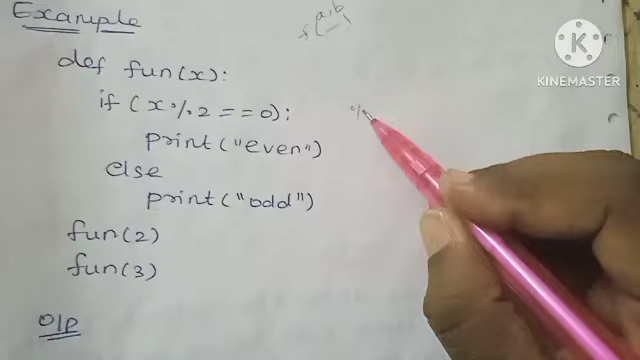 Example
f(a,b)
def fun(x):
if (x%2==0):
print("even")
else
print("odd")
fun(2)
fun(3)
O/P
%
K
KINEMASTER